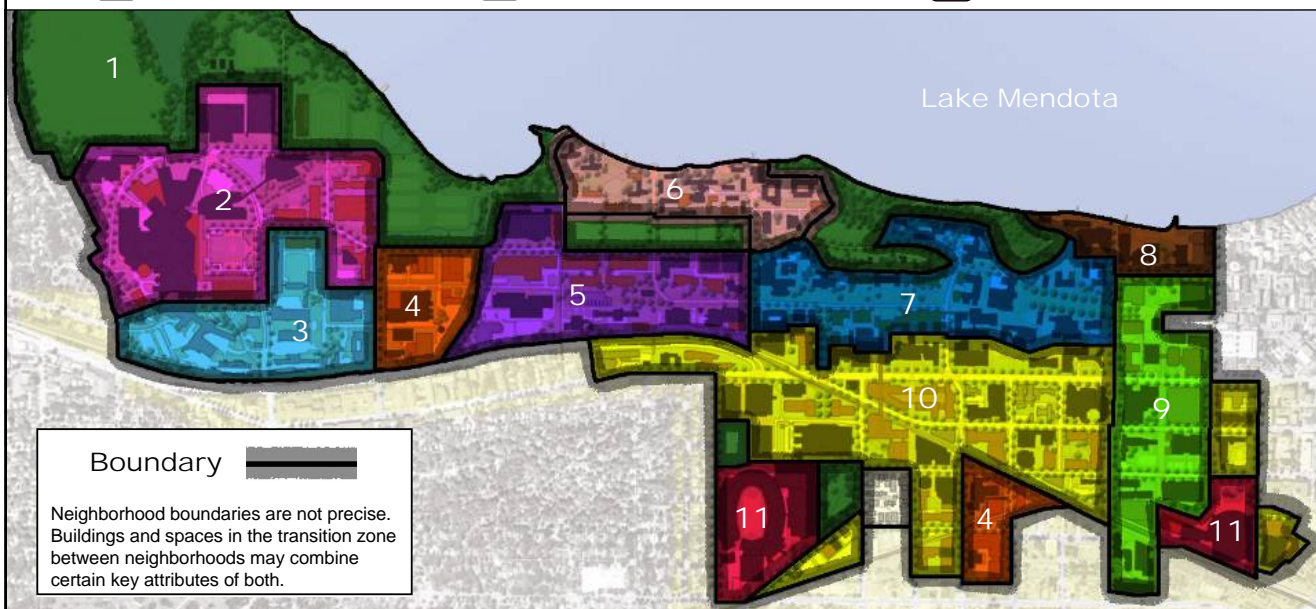 1
Lake Mendota
2
6
8
3
4
5
7
10
9
11
4
11
Boundary
Neighborhood boundaries are not precise.
Buildings and spaces in the transition zone
between neighborhoods may combine
certain key attributes of both.